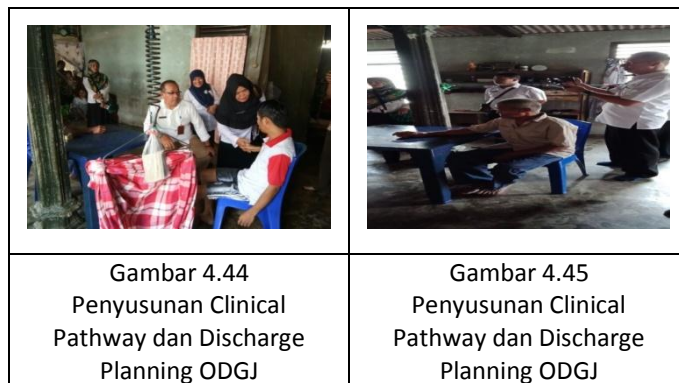 Gambar 4.44
Penyusunan Clinical
Pathway dan Discharge
Planning ODGJ
Gambar 4.45
Penyusunan Clinical
Pathway dan Discharge
Planning ODGJ